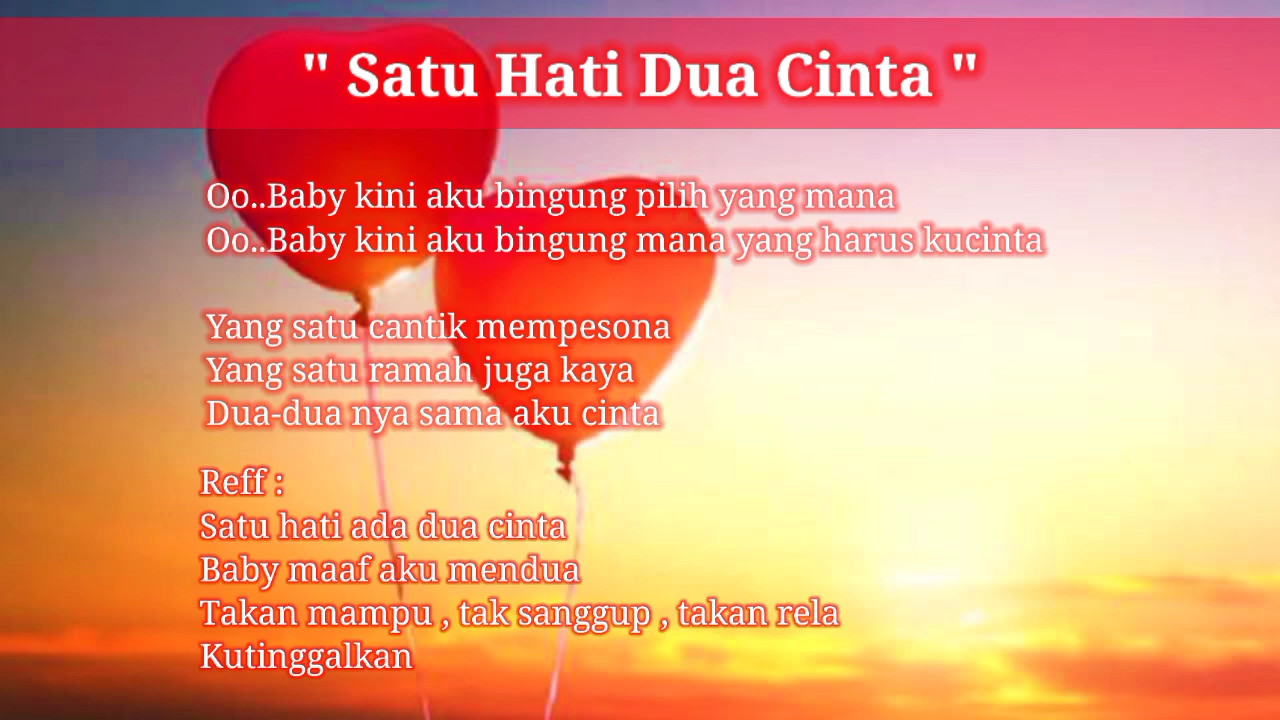 " Satu Hati Dua Cinta "
Oo..Baby kini aku bingung pilih yang mana
Oo..Baby kini aku bingung mana yang harus kucinta
Yang satu cantik mempesona
Yang satu ramah juga kaya
Dua-dua nya sama aku cinta
Reff :
Satu hati ada dua cinta
Baby maaf aku mendua
Takan mampu , tak sanggup , takan rela
Kutinggalkan